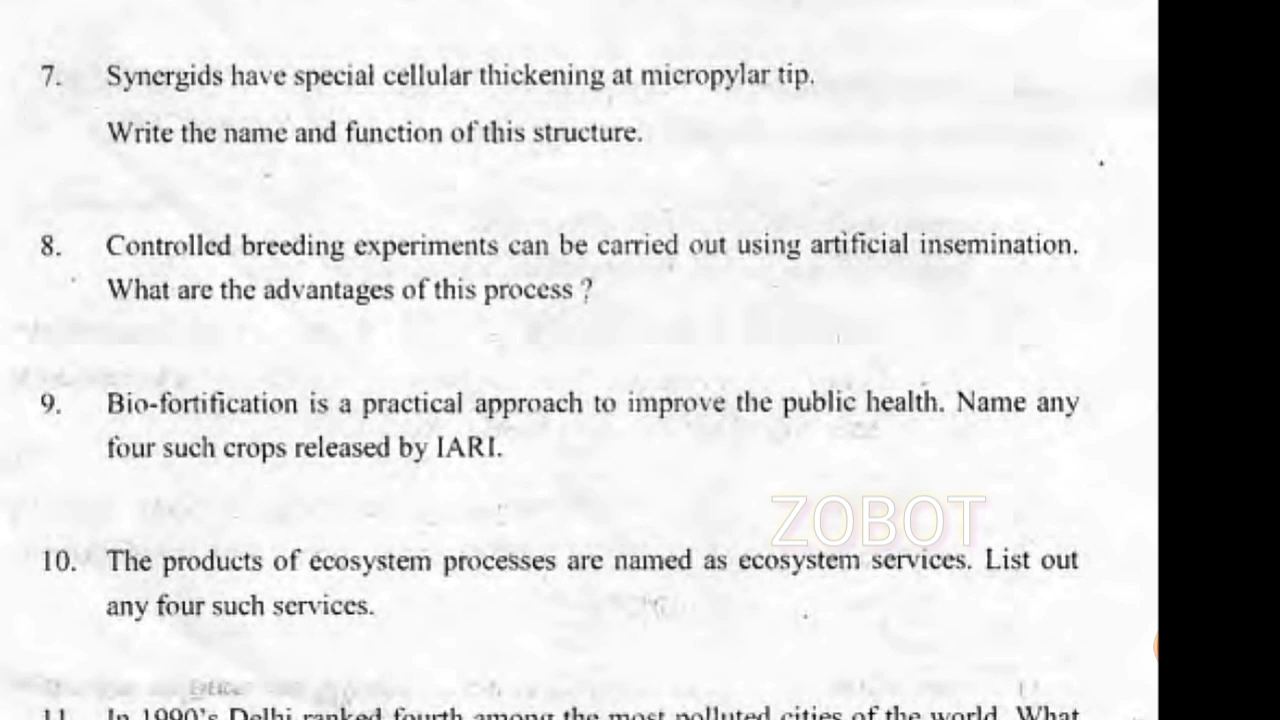 7. Synergids have special cellular thickening at micropylar tip.
Write the name and function of this structure.
8. Controlled breeding experiments can be carried out using artificial insemination.
What are the advantages of this process ?
9. Bio-fortification is a practical approach to improve the public health. Name any
four such crops released by IARI.
ZOBOT
10. The products of ecosystem processes are named as ecosystem services. List out
any four such services.
11. In 1990's Delhi ranked fourth among the most polluted cities of the world. What